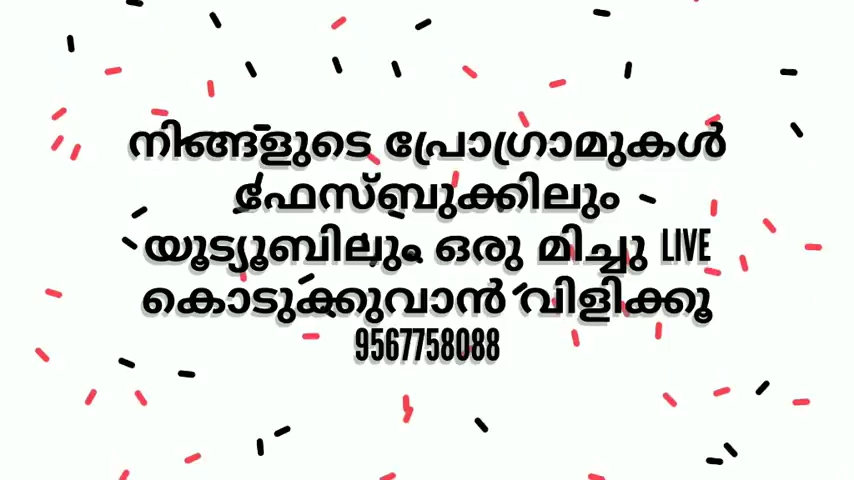 നിങ്ങളുടെ പ്രോഗ്രാമുകൾ
ഫേസ്ബുക്കിലും
യൂട്യൂബിലും ഒരു മിച്ചു LIVE
കൊടുക്കുവാൻ വിളിക്കൂ
9567758088